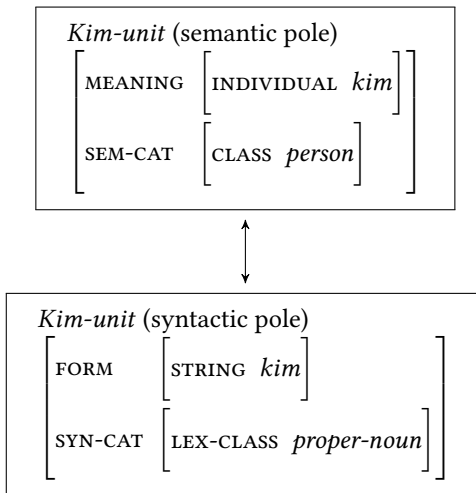 Kim-unit (semantic pole)
MEANING [INDIVIDUAL kim]
SEM-CAT [CLASS person]
Kim-unit (syntactic pole)
FORM [STRING kim]
SYN-CAT [LEX-CLASS proper-noun]